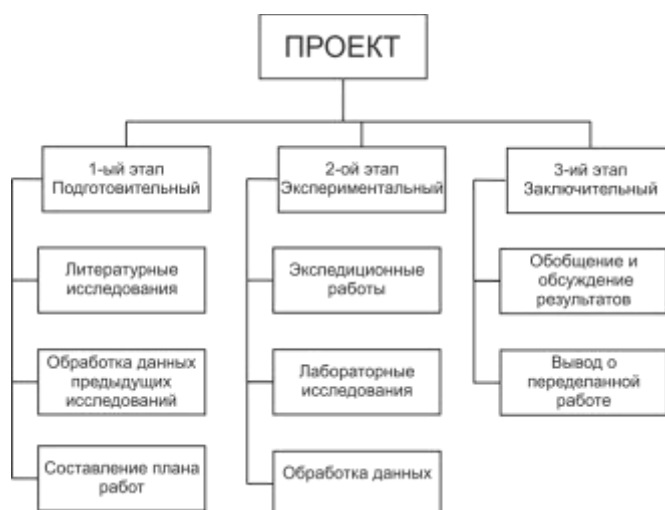 ПРОЕКТ
1-ый этап
Подготовительный
Литературные
исследования
Обработка данных
предыдущих
исследований
Составление плана
работ
2-ой этап
Экспериментальный
Экспедиционные
работы
Лабораторные
исследования
Обработка данных
3-ий этап
Заключительный
Обобщение и
обсуждение
результатов
Вывод о
переделанной
работе